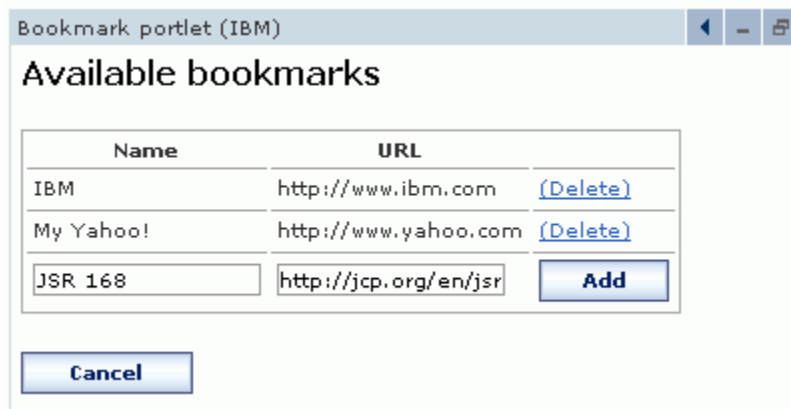 Bookmark portlet (IBM)
Available bookmarks
Name URL
IBM http://www.ibm.com (Delete)
My Yahoo! http://www.yahoo.com (Delete)
JSR 168 http://jcp.org/en/jsr Add
Cancel